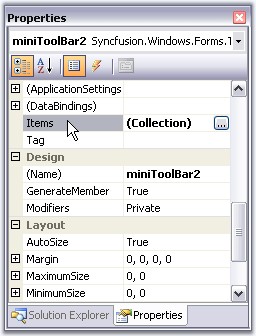 Properties
miniToolBar2 Syncfusion.Windows.Forms.T
(ApplicationSettings
(DataBindings)
Items (Collection) ...
Tag
Design
(Name) miniToolBar2
GenerateMember True
Modifiers Private
Layout
AutoSize True
Margin 0, 0, 0, 0
MaximumSize 0, 0
MinimumSize 0, 0
Solution Explorer Properties